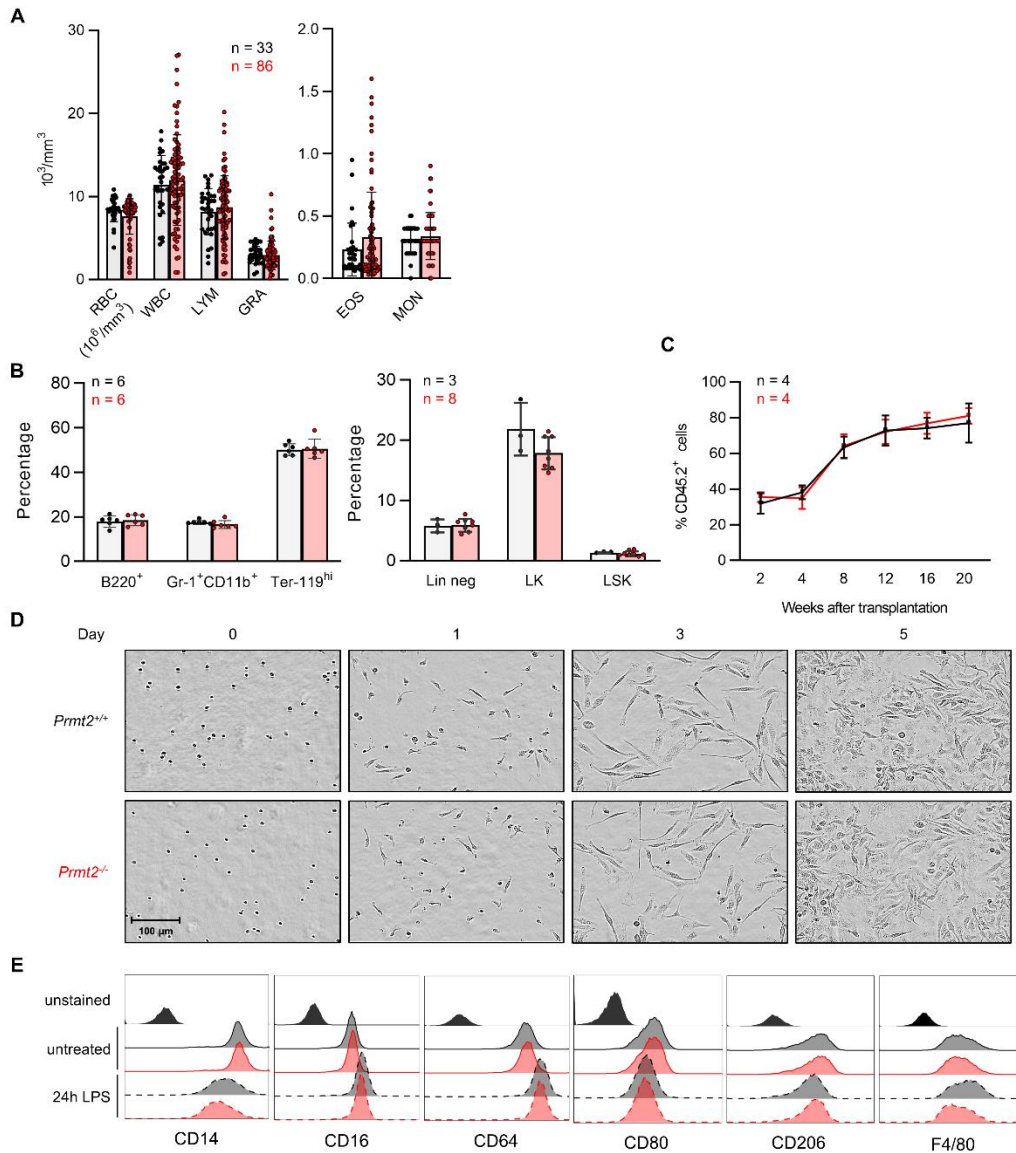 A
10³/mm³
30
20
10
0
n = 33
n = 86
RBC
(10⁶/mm³)
WBC
LYM
GRA
2.0
1.5
1.0
0.5
0.0
EOS
MON
B
Percentage
80
60
40
20
0
n = 6
n = 6
B220⁺
Gr-1⁺CD11b⁺
Ter-119ʰⁱ
Percentage
30
20
10
0
n = 3
n = 8
Lin neg
LK
LSK
C
% CD45.2⁺ cells
100
80
60
40
20
0
n = 4
n = 4
2 4 8 12 16 20
Weeks after transplantation
D
Day 0 1 3 5
Prmt2⁺/⁺
Prmt2⁻/⁻
100 µm
E
unstained
untreated
24h LPS
CD14 CD16 CD64 CD80 CD206 F4/80